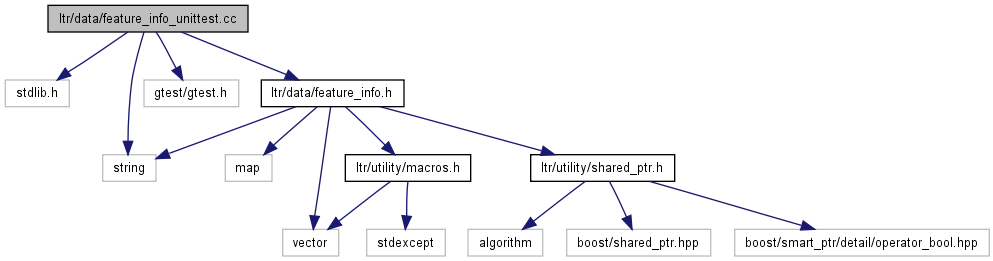 ltr/data/feature_info_unittest.cc
stdlib.h
gtest/gtest.h
ltr/data/feature_info.h
string
map
ltr/utility/macros.h
ltr/utility/shared_ptr.h
vector
stdexcept
algorithm
boost/shared_ptr.hpp
boost/smart_ptr/detail/operator_bool.hpp